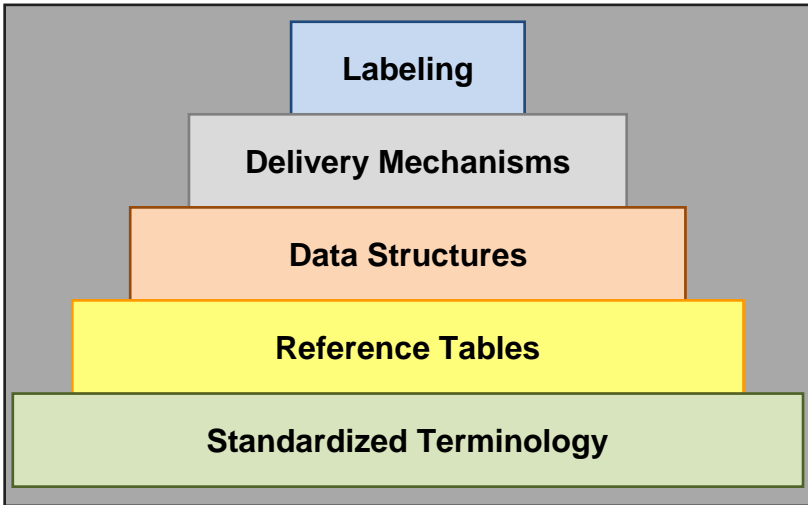 Labeling
Delivery Mechanisms
Data Structures
Reference Tables
Standardized Terminology